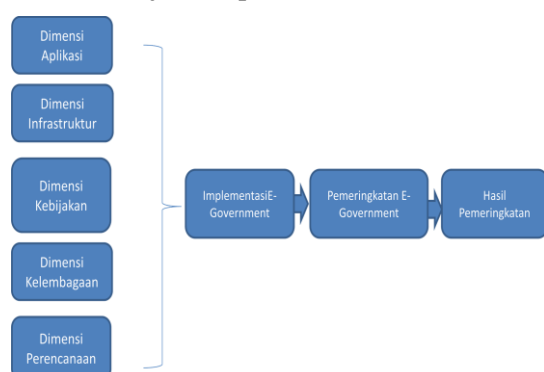 Dimensi
Aplikasi
Dimensi
Infrastruktur
Dimensi
Kebijakan
Dimensi
Kelembagaan
Dimensi
Perencanaan
ImplementasiE-
Government
Pemeringkatan E-
Government
Hasil
Pemeringkatan